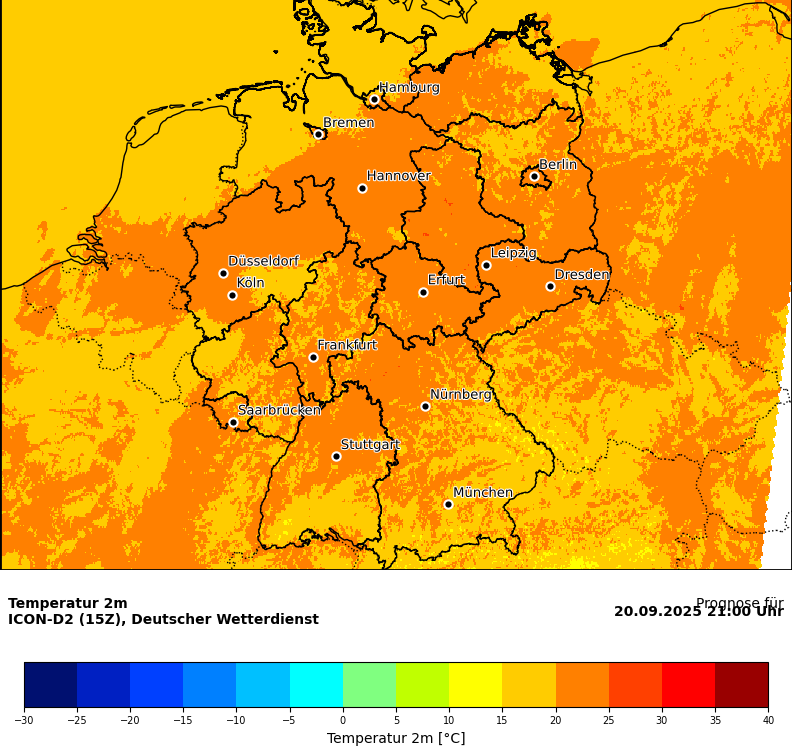 Hamburg
Bremen
Berlin
Hannover
Leipzig
Düsseldorf
Dresden
Köln
Erfurt
Frankfurt
Nürnberg
Saarbrücken
Stuttgart
München
Temperatur 2m
Prognose für
ICON-D2 (15Z), Deutscher Wetterdienst
20.09.2025 21:00 Uhr
−30 −25 −20 −15 −10 −5 0 5 10 15 20 25 30 35 40
Temperatur 2m [°C]